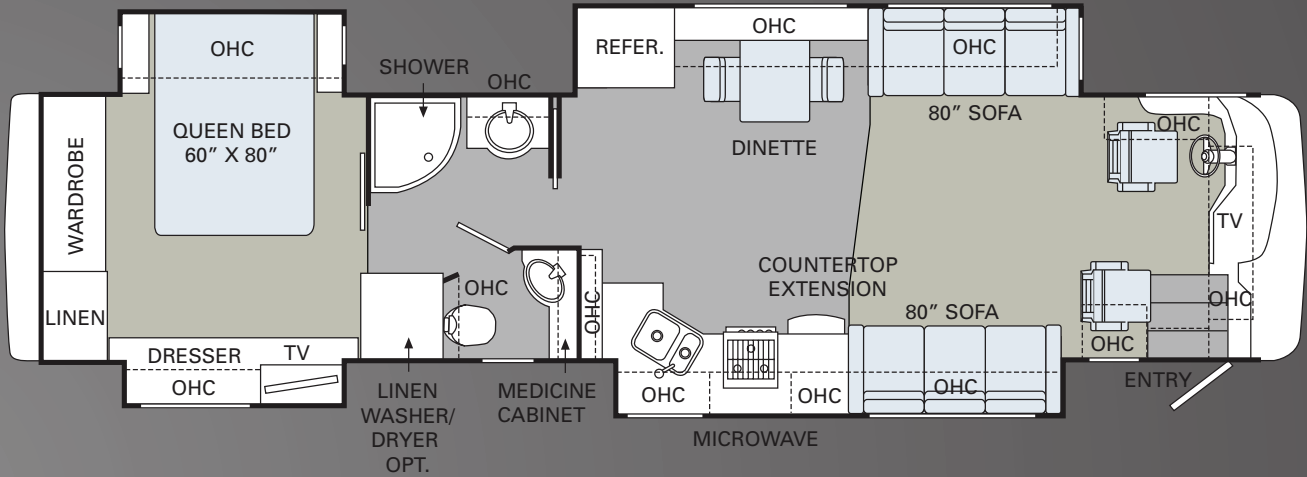 OHC
QUEEN BED
60” X 80”
WARDROBE
LINEN
DRESSER
TV
OHC
SHOWER
OHC
OHC
LINEN
WASHER/
DRYER
OPT.
MEDICINE
CABINET
REFER.
OHC
DINETTE
OHC
80” SOFA
COUNTERTOP
EXTENSION
80” SOFA
OHC
OHC
OHC
OHC
MICROWAVE
OHC
TV
OHC
OHC
ENTRY